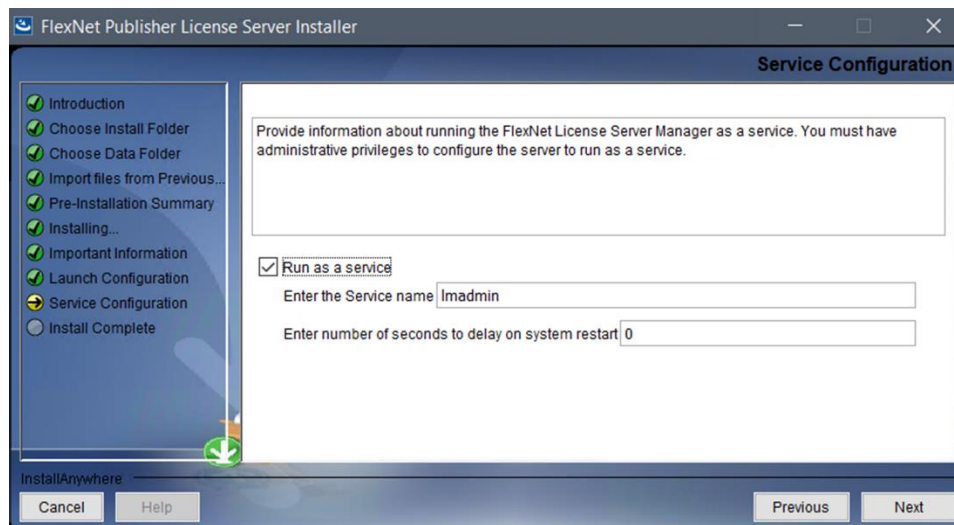 FlexNet Publisher License Server Installer
Service Configuration
Introduction
Choose Install Folder
Choose Data Folder
Import files from Previous...
Pre-Installation Summary
Installing...
Important Information
Launch Configuration
Service Configuration
Install Complete
Provide information about running the FlexNet License Server Manager as a service. You must have
administrative privileges to configure the server to run as a service.
Run as a service
Enter the Service name lmadmin
Enter number of seconds to delay on system restart 0
InstallAnywhere
Cancel
Help
Previous
Next